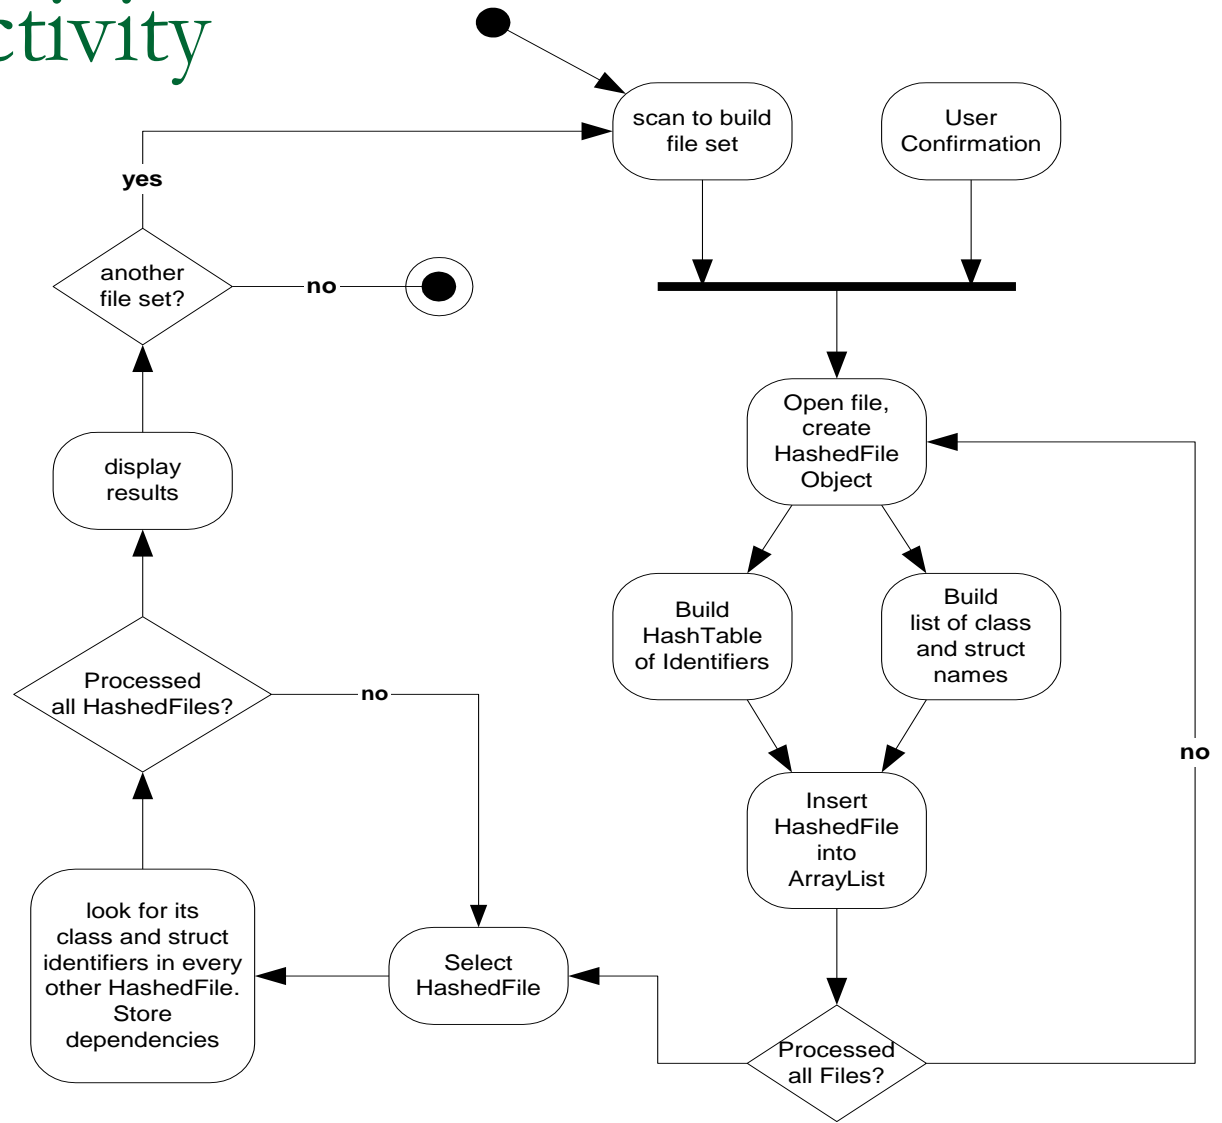 ctivity
scan to build
file set
User
Confirmation
yes
another
file set?
no
Open file,
create
HashedFile
Object
display
results
Build
HashTable
of Identifiers
Build
list of class
and struct
names
Processed
all HashedFiles?
no
no
Insert
HashedFile
into
ArrayList
look for its
class and struct
identifiers in every
other HashedFile.
Store
dependencies
Select
HashedFile
Processed
all Files?